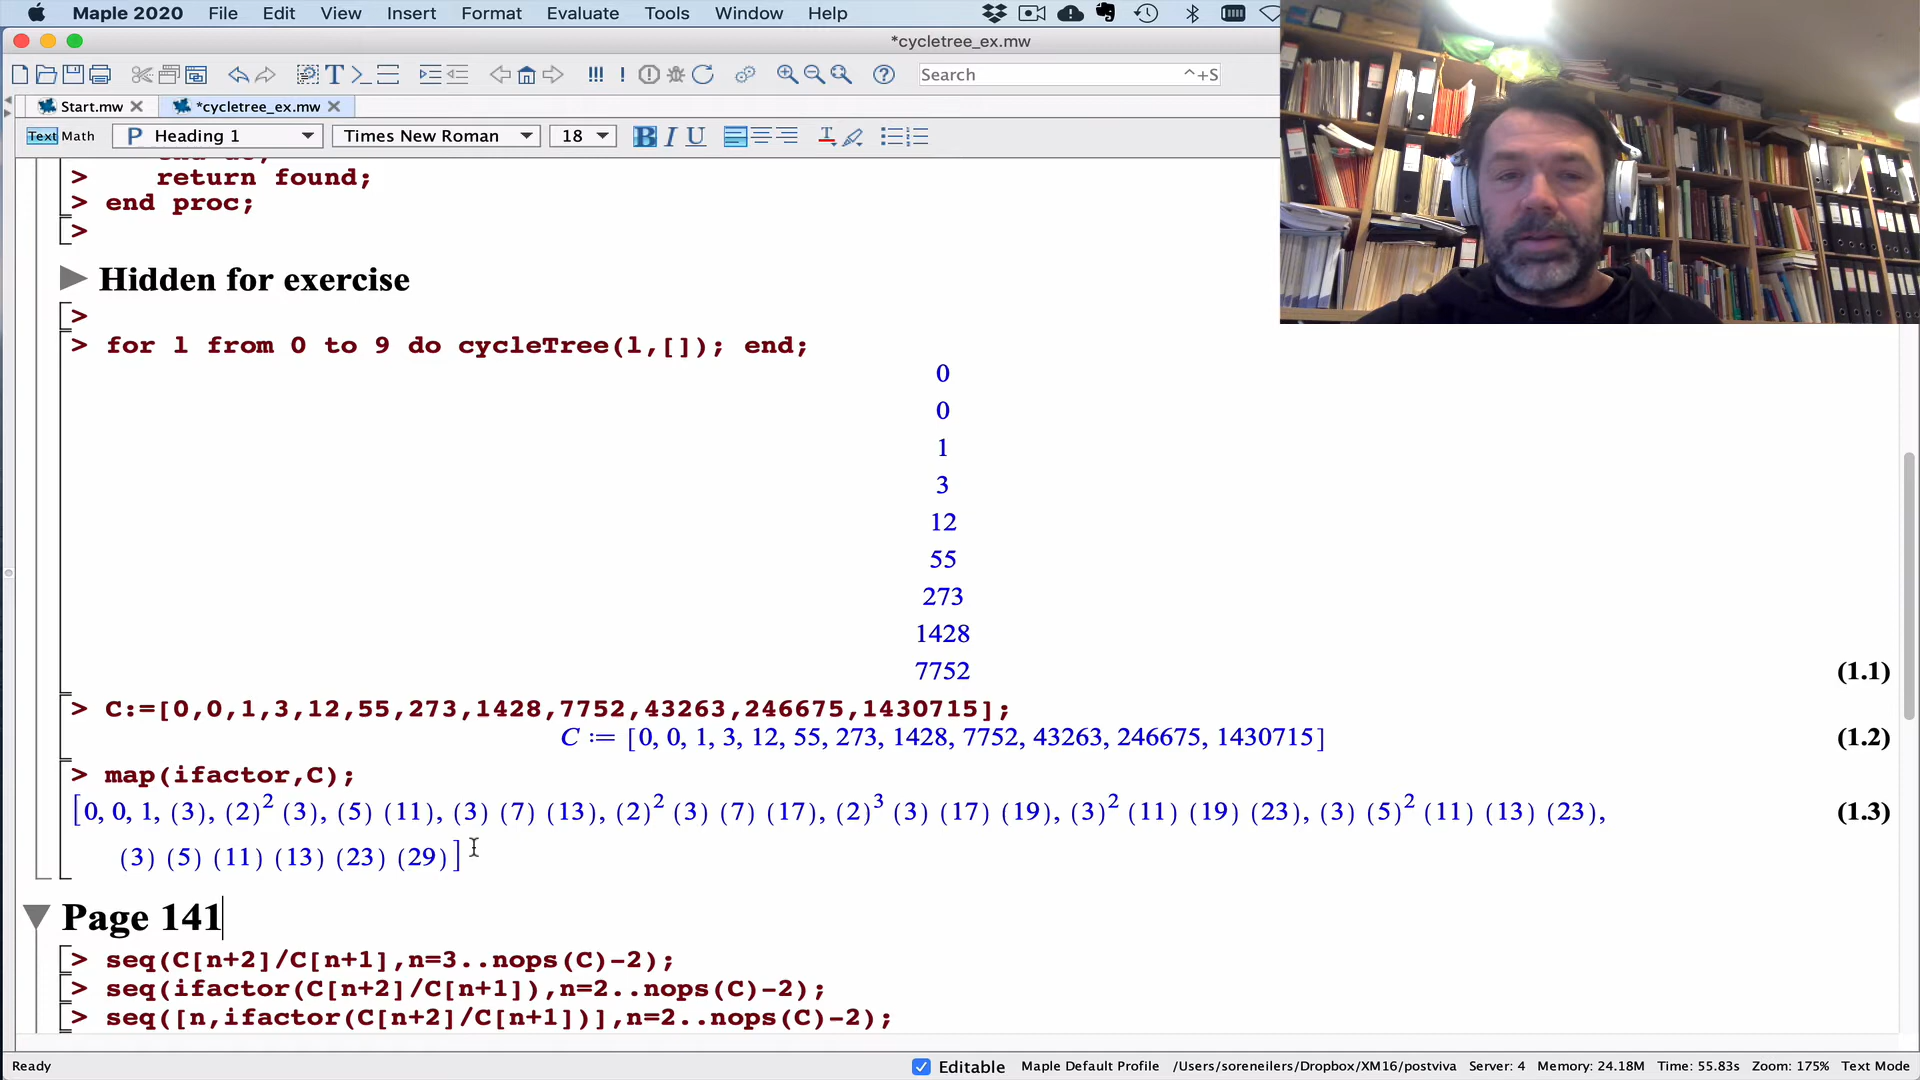 Maple 2020 File Edit View Insert Format Evaluate Tools Window Help
*cycletree_ex.mw
Search ^+S
Start.mw *cycletree_ex.mw
Text Math P Heading 1 Times New Roman 18 B I U
> return found;
> end proc;
>
Hidden for exercise
>
> for l from 0 to 9 do cycleTree(l,[]); end;
0
0
1
3
12
55
273
1428
7752 (1.1)
> C:=[0,0,1,3,12,55,273,1428,7752,43263,246675,1430715];
C := [0, 0, 1, 3, 12, 55, 273, 1428, 7752, 43263, 246675, 1430715] (1.2)
> map(ifactor,C);
[0, 0, 1, (3), (2)² (3), (5) (11), (3) (7) (13), (2)² (3) (7) (17), (2)³ (3) (17) (19), (3)² (11) (19) (23), (3) (5)² (11) (13) (23), (1.3)
(3) (5) (11) (13) (23) (29)]
Page 141
> seq(C[n+2]/C[n+1],n=3..nops(C)-2);
> seq(ifactor(C[n+2]/C[n+1]),n=2..nops(C)-2);
> seq([n,ifactor(C[n+2]/C[n+1])],n=2..nops(C)-2);
Ready Editable Maple Default Profile /Users/soreneilers/Dropbox/XM16/postviva Server: 4 Memory: 24.18M Time: 55.83s Zoom: 175% Text Mode